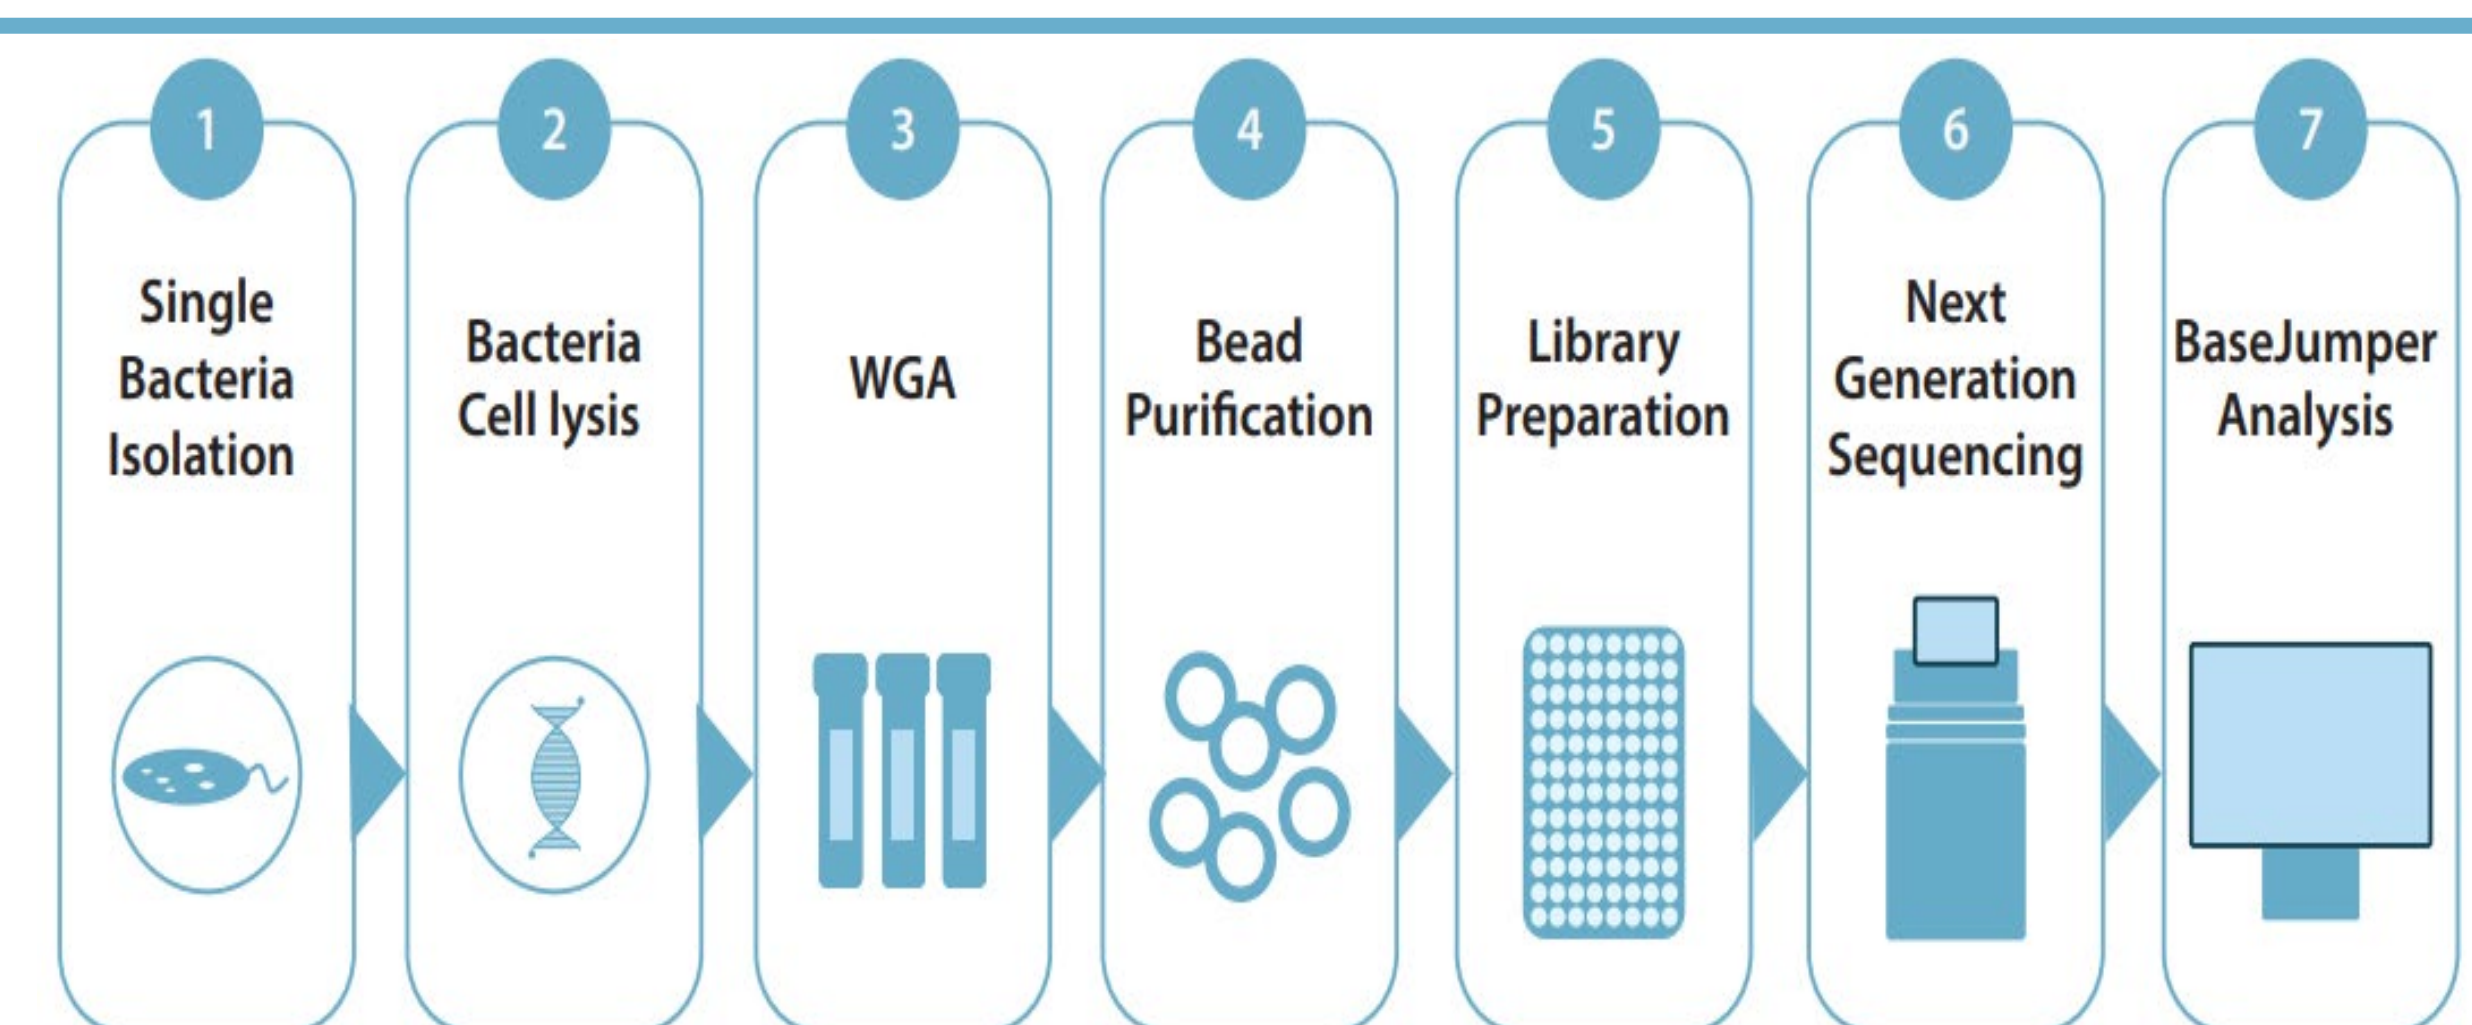 1
Single
Bacteria
Isolation
2
Bacteria
Cell lysis
3
WGA
4
Bead
Purification
5
Library
Preparation
6
Next
Generation
Sequencing
7
BaseJumper
Analysis